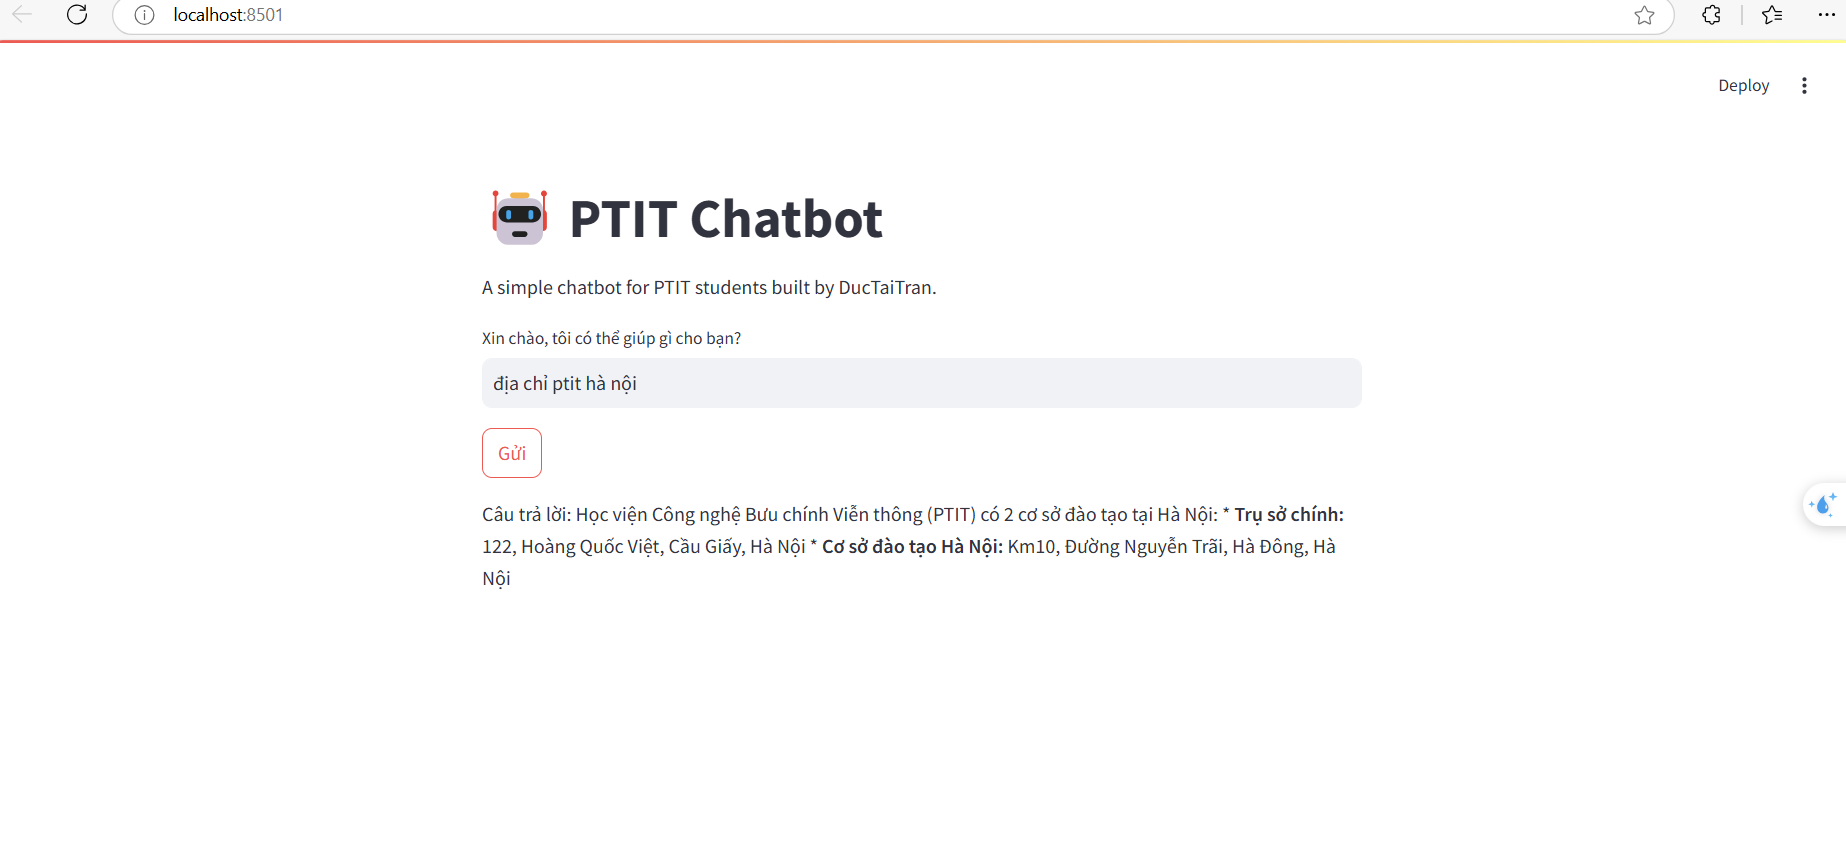 localhost:8501
Deploy
PTIT Chatbot
A simple chatbot for PTIT students built by DucTaiTran.
Xin chào, tôi có thể giúp gì cho bạn?
địa chỉ ptit hà nội
Gửi
Câu trả lời: Học viện Công nghệ Bưu chính Viễn thông (PTIT) có 2 cơ sở đào tạo tại Hà Nội: * Trụ sở chính:
122, Hoàng Quốc Việt, Cầu Giấy, Hà Nội * Cơ sở đào tạo Hà Nội: Km10, Đường Nguyễn Trãi, Hà Đông, Hà
Nội